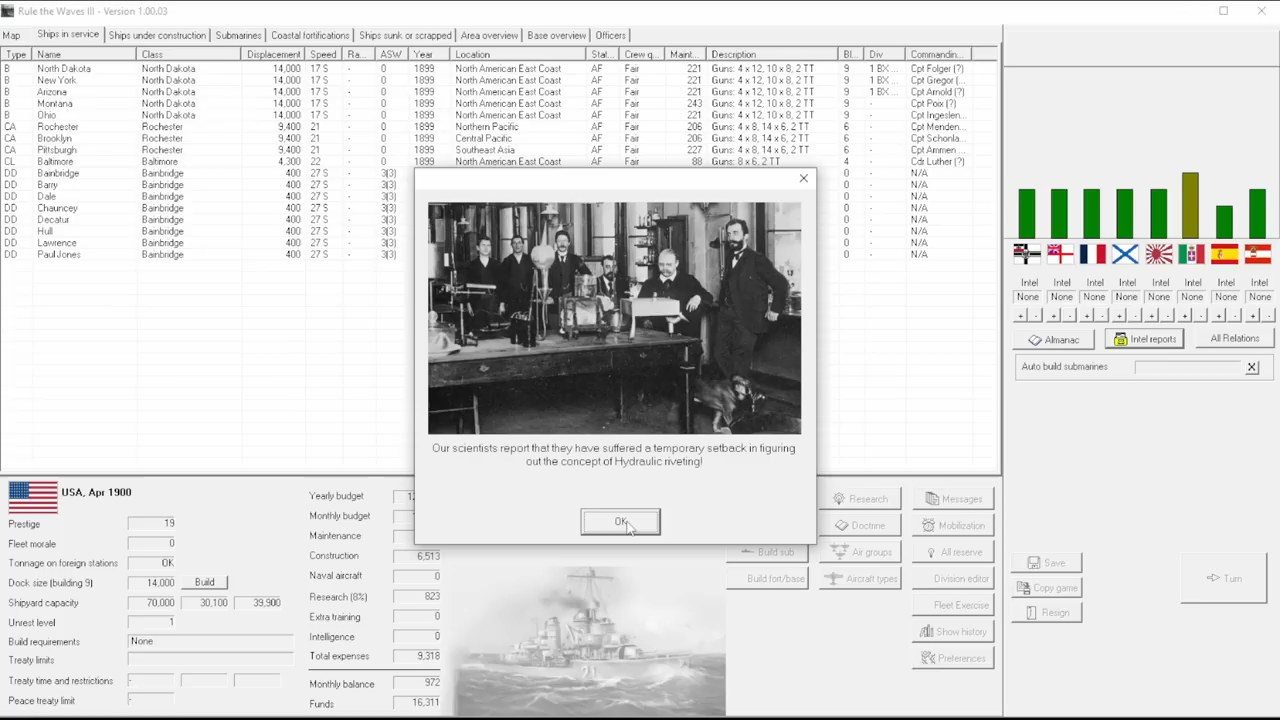 Rule the Waves III - Version 1.00.03
Map Ships in service Ships under construction Submarines Coastal fortifications Ships sunk or scrapped Area overview Base overview Officers
Type Name Class Displacement Speed Ra... ASW Year Location Stat... Crew q... Maint... Description Bl... Div Commandin...
B North Dakota North Dakota 14,000 17 S - 0 1899 North American East Coast AF Fair 221 Guns: 4 x 12, 10 x 8, 2 TT 9 1 BX ... Cpt Folger (?)
B New York North Dakota 14,000 17 S - 0 1899 North American East Coast AF Fair 221 Guns: 4 x 12, 10 x 8, 2 TT 9 1 BX ... Cpt Gregor (...
B Arizona North Dakota 14,000 17 S - 0 1899 North American East Coast AF Fair 221 Guns: 4 x 12, 10 x 8, 2 TT 9 1 BX ... Cpt Arnold (?)
B Montana North Dakota 14,000 17 S - 0 1899 North American East Coast AF Fair 243 Guns: 4 x 12, 10 x 8, 2 TT 9 - Cpt Poix (?)
B Ohio North Dakota 14,000 17 S - 0 1899 North American East Coast AF Fair 221 Guns: 4 x 12, 10 x 8, 2 TT 9 - Cpt Ingeslen...
CA Rochester Rochester 9,400 21 - 0 1899 Northern Pacific AF Fair 206 Guns: 4 x 8, 14 x 6, 2 TT 6 - Cpt Menden...
CA Brooklyn Rochester 9,400 21 - 0 1899 Central Pacific AF Fair 206 Guns: 4 x 8, 14 x 6, 2 TT 6 - Cpt Schonla...
CA Pittsburgh Rochester 9,400 21 - 0 1899 Southeast Asia AF Fair 227 Guns: 4 x 8, 14 x 6, 2 TT 6 - Cpt Ammen ...
CL Baltimore Baltimore 4,300 22 - 0 1899 North American East Coast AF Fair 88 Guns: 8 x 6, 2 TT 4 - Cdr Luther (?)
DD Bainbridge Bainbridge 400 27 S - 3(3) 0 - N/A
DD Barry Bainbridge 400 27 S - 3(3) 0 - N/A
DD Dale Bainbridge 400 27 S - 3(3) 0 - N/A
DD Chauncey Bainbridge 400 27 S - 3(3) 0 - N/A
DD Decatur Bainbridge 400 27 S - 3(3) 0 - N/A
DD Hull Bainbridge 400 27 S - 3(3) 0 - N/A
DD Lawrence Bainbridge 400 27 S - 3(3) 0 - N/A
DD Paul Jones Bainbridge 400 27 S - 3(3) 0 - N/A
Our scientists report that they have suffered a temporary setback in figuring
out the concept of Hydraulic riveting!
OK
Intel Intel Intel Intel Intel Intel Intel Intel
None None None None None None None None
+ - + - + - + - + - + - + - + -
Almanac Intel reports All Relations
Auto build submarines X
USA, Apr 1900
Prestige 19
Fleet morale 0
Tonnage on foreign stations OK
Dock size (building 9) 14,000 Build
Shipyard capacity 70,000 30,100 39,900
Unrest level 1
Build requirements None
Treaty limits
Treaty time and restrictions -
Peace treaty limit -
Yearly budget
Monthly budget
Maintenance
Construction 6,513
Naval aircraft 0
Research (8%) 823
Extra training 0
Intelligence 0
Total expenses 9,318
Monthly balance 972
Funds 16,311
Research Messages
Doctrine Mobilization
Build sub Air groups All reserve
Build fort/base Aircraft types Division editor
Fleet Exercise
Show history
Preferences
Save
Copy game
Resign
Turn